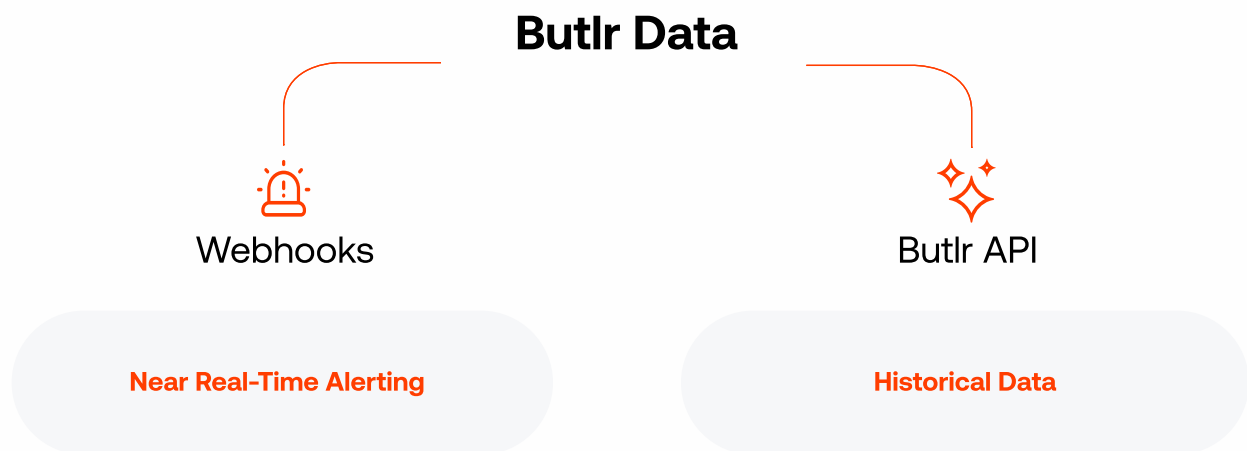 Butlr Data
Webhooks
Butlr API
Near Real-Time Alerting
Historical Data